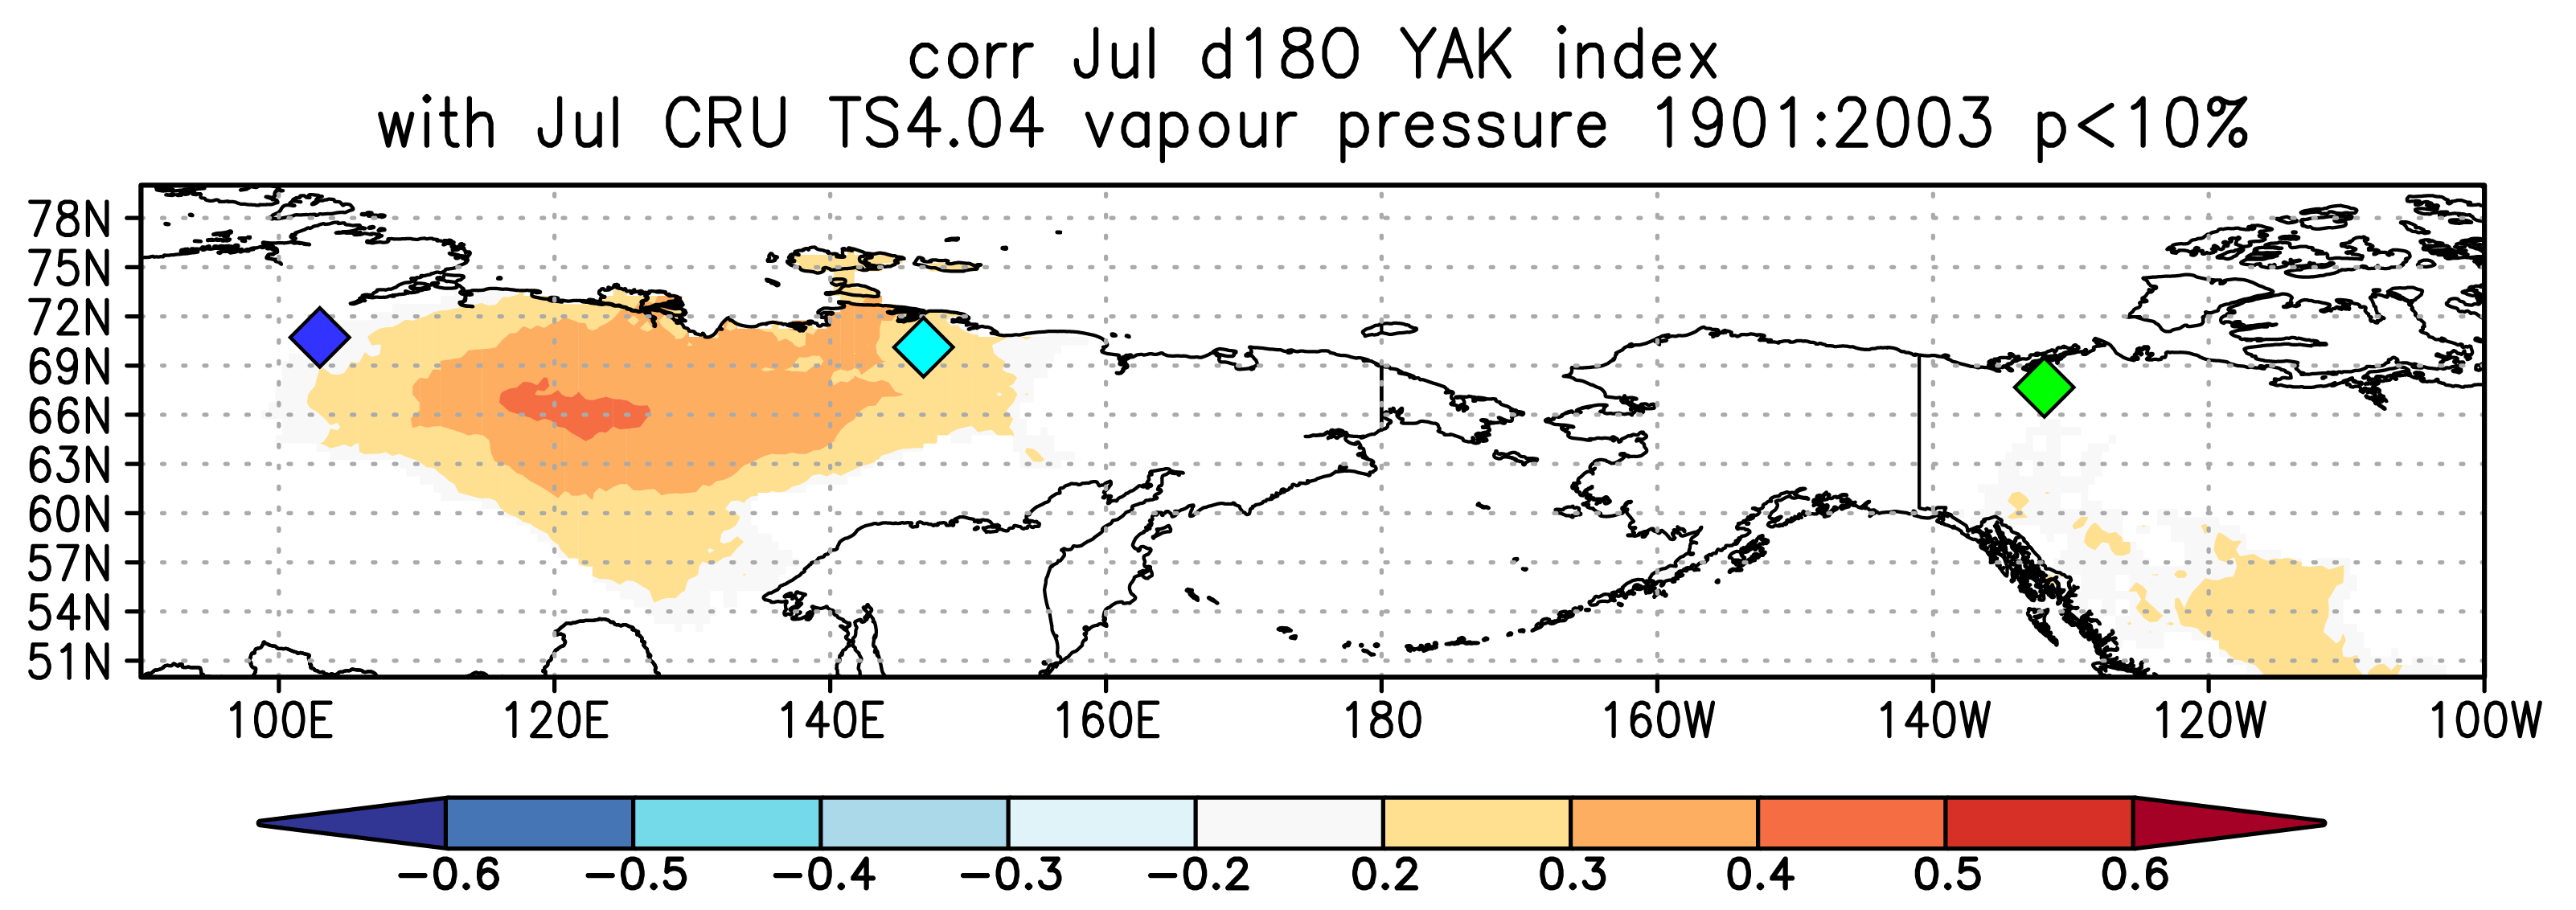 corr Jul d18O YAK index
with Jul CRU TS4.04 vapour pressure 1901:2003 p<10%
78N
75N
72N
69N
66N
63N
60N
57N
54N
51N
100E 120E 140E 160E 180 160W 140W 120W 100W
−0.6 −0.5 −0.4 −0.3 −0.2 0.2 0.3 0.4 0.5 0.6